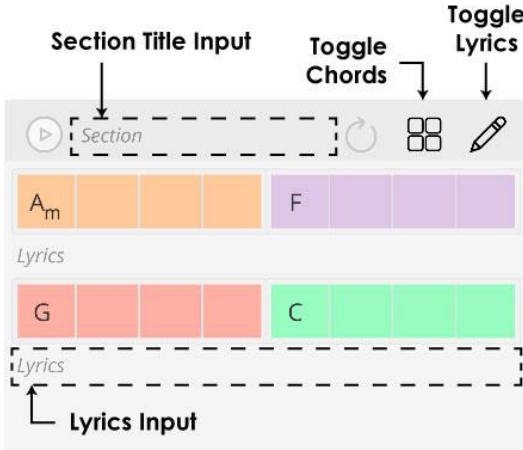 Section Title Input
Toggle
Chords
Toggle
Lyrics
Section
Am F
Lyrics
G C
Lyrics
Lyrics Input